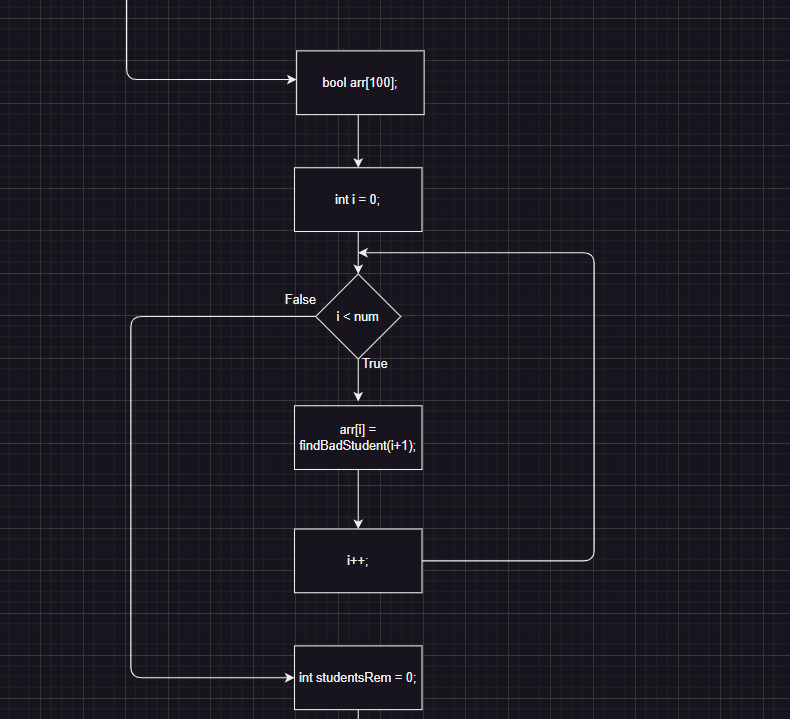 bool arr[100];
int i = 0;
False
i < num
True
arr[i] =
findBadStudent(i+1);
i++;
int studentsRem = 0;